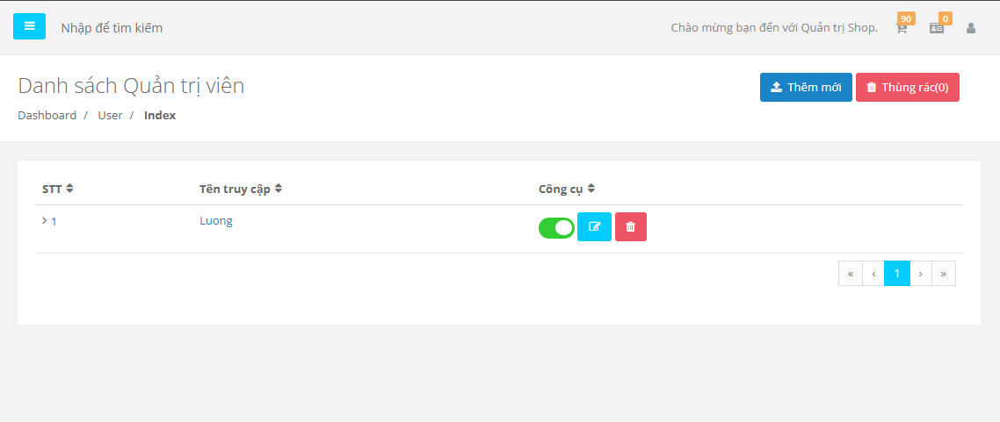 Nhập để tìm kiếm
Chào mừng bạn đến với Quản trị Shop.
90
0
Danh sách Quản trị viên
Thêm mới
Thùng rác(0)
Dashboard / User / Index
STT Tên truy cập Công cụ
1 Luong
« ‹ 1 › »